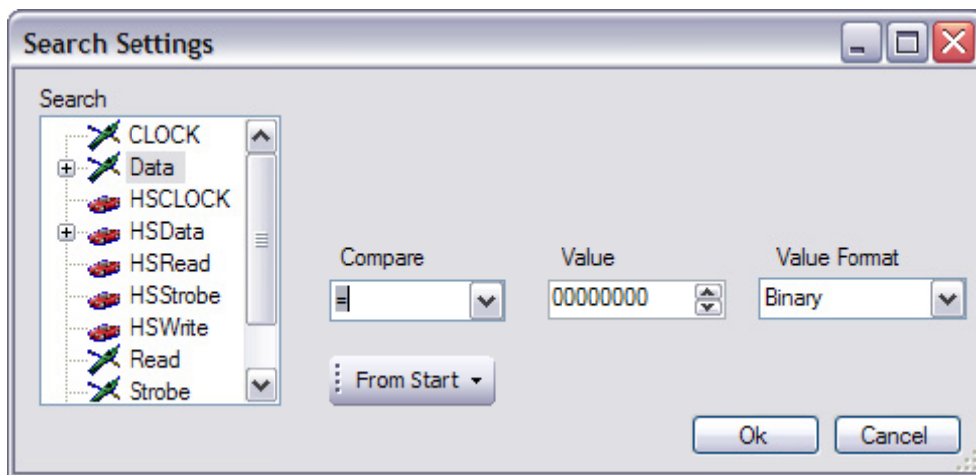 Search Settings
Search
CLOCK
Data
HSCLOCK
HSData
HSRead
HSStrobe
HSWrite
Read
Strobe
Compare
Value
Value Format
=
00000000
Binary
From Start
Ok
Cancel